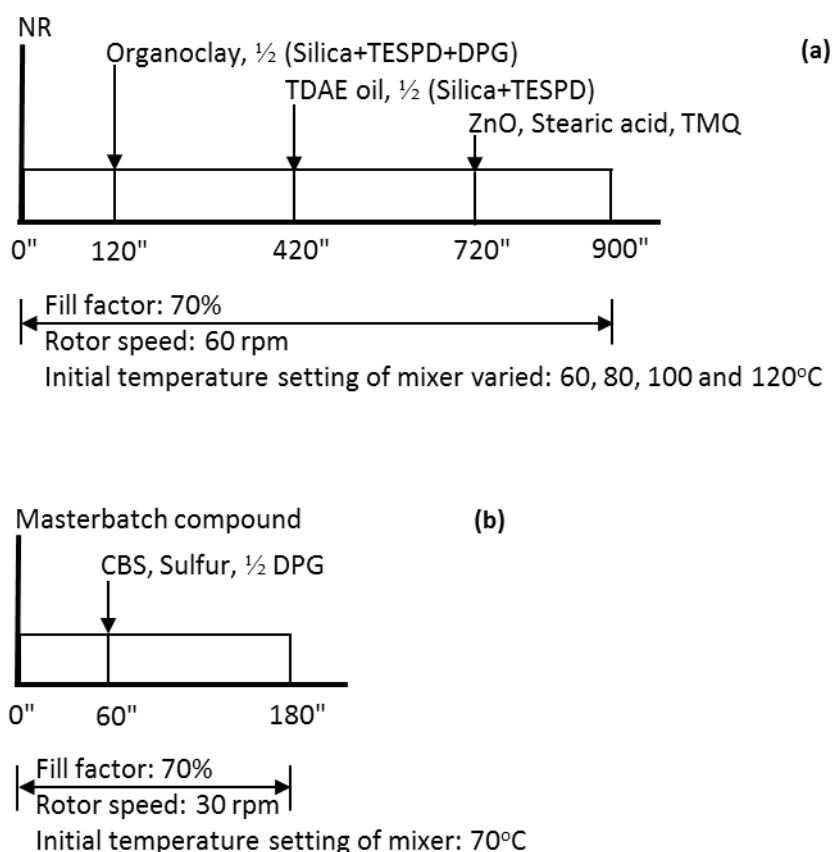 NR
(a)
Organoclay, ½ (Silica+TESPD+DPG)
TDAE oil, ½ (Silica+TESPD)
ZnO, Stearic acid, TMQ
0" 120" 420" 720" 900"
Fill factor: 70%
Rotor speed: 60 rpm
Initial temperature setting of mixer varied: 60, 80, 100 and 120°C
Masterbatch compound
(b)
CBS, Sulfur, ½ DPG
0" 60" 180"
Fill factor: 70%
Rotor speed: 30 rpm
Initial temperature setting of mixer: 70°C